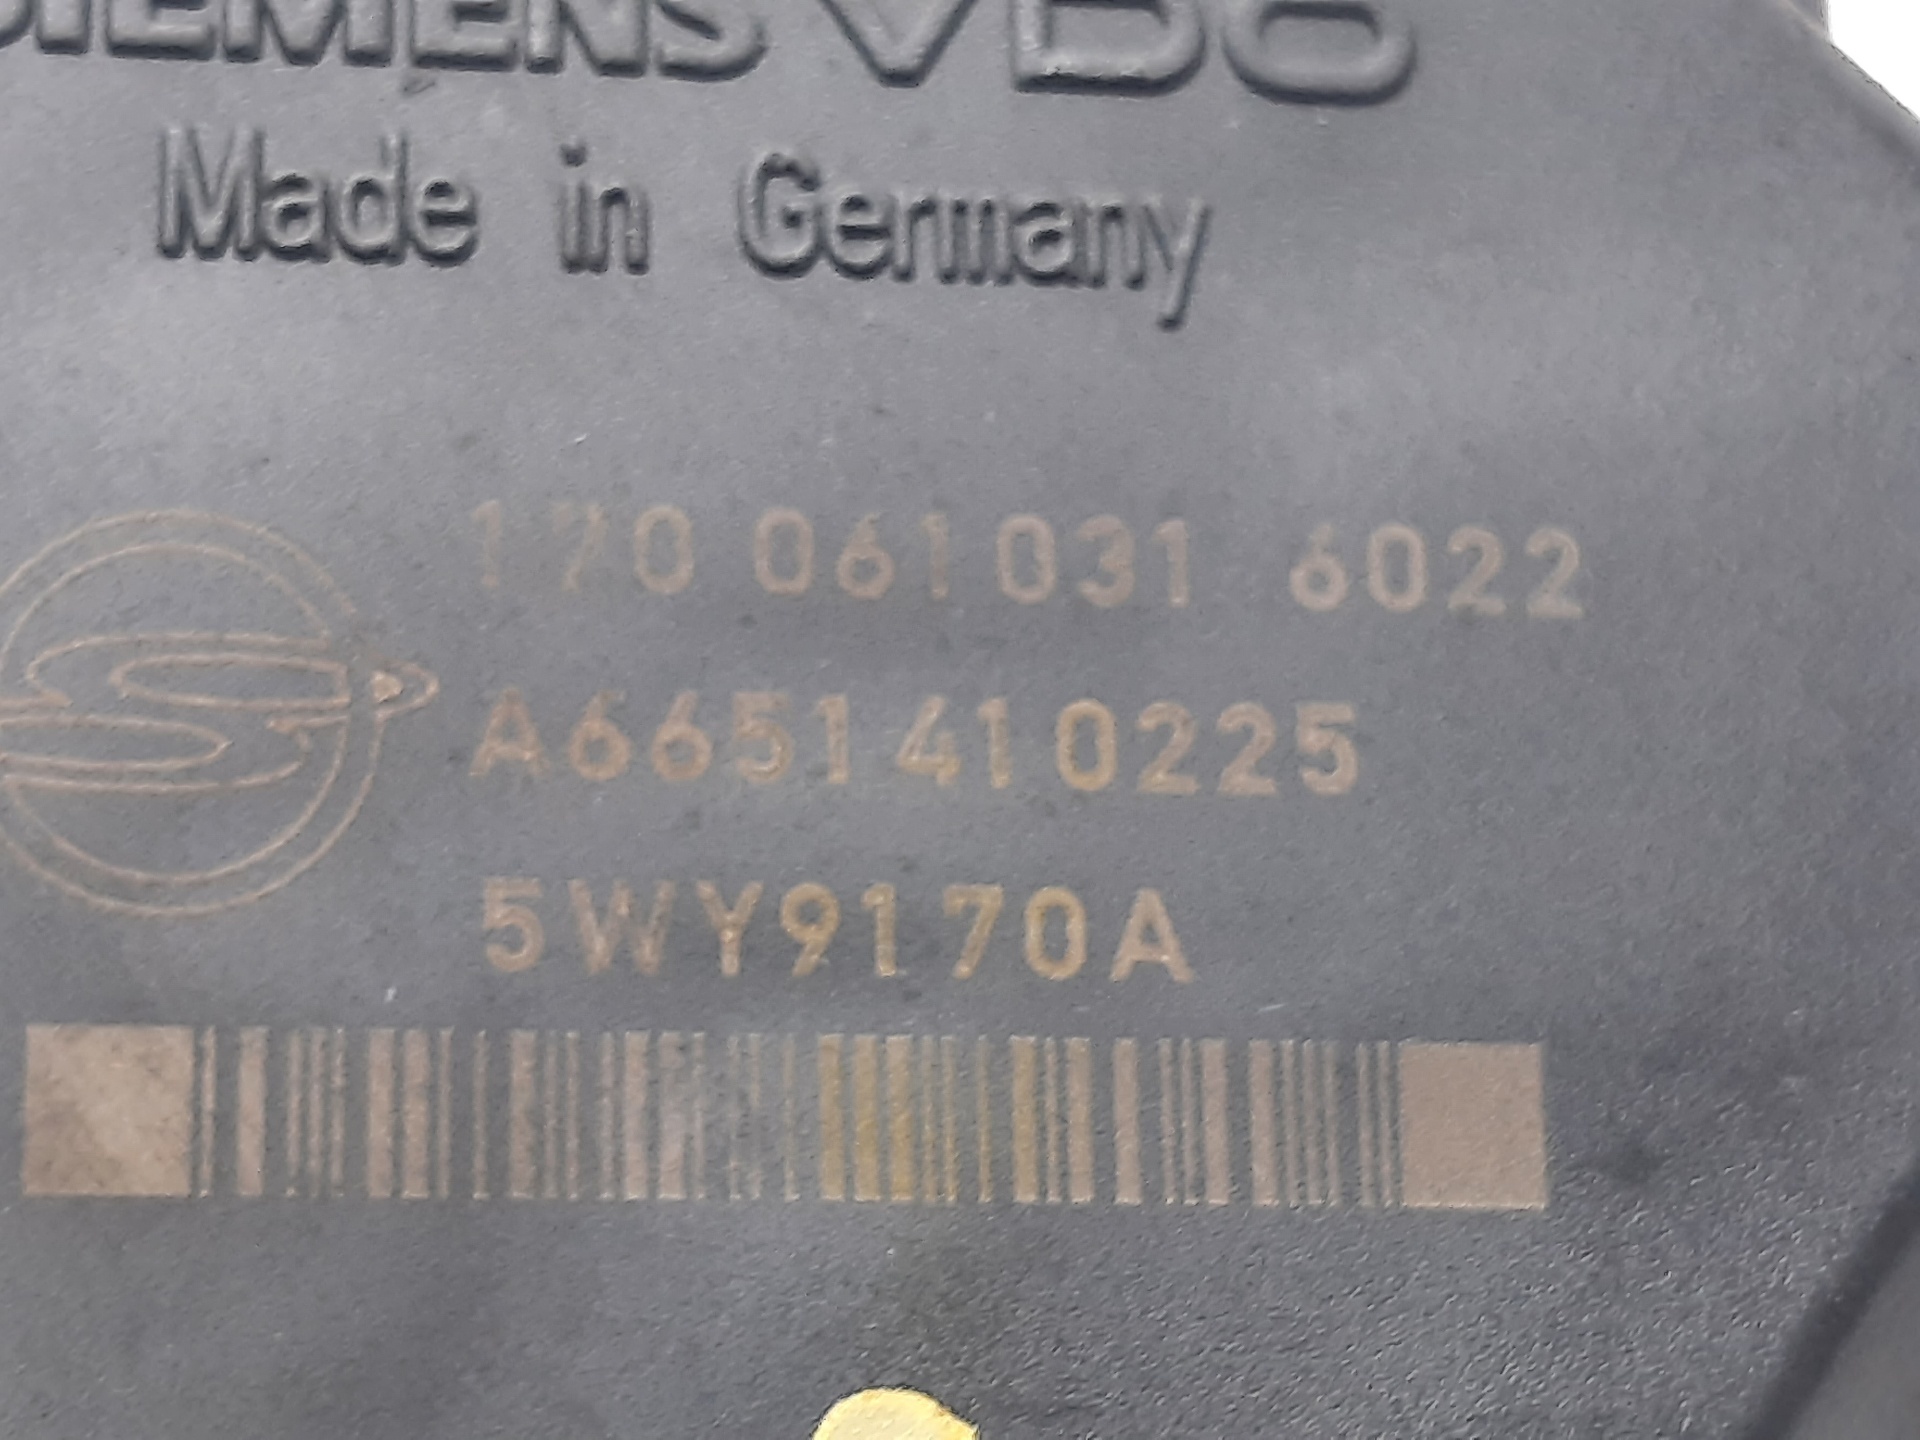 SIEMENS VDO
Made in Germany
170 061031 6022
A6651410225
5WY9170A